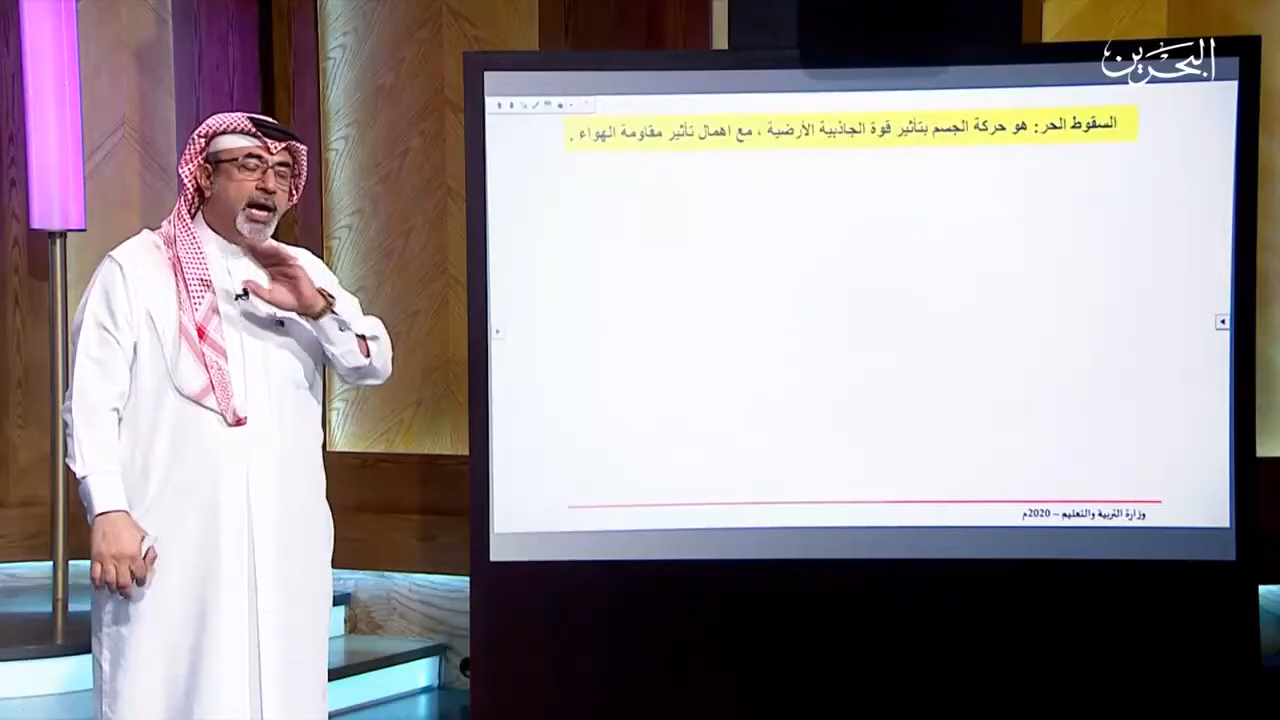 البحرين
السقوط الحر: هو حركة الجسم بتأثير قوة الجاذبية الأرضية ، مع اهمال تأثير مقاومة الهواء .
وزارة التربية والتعليم – 2020م